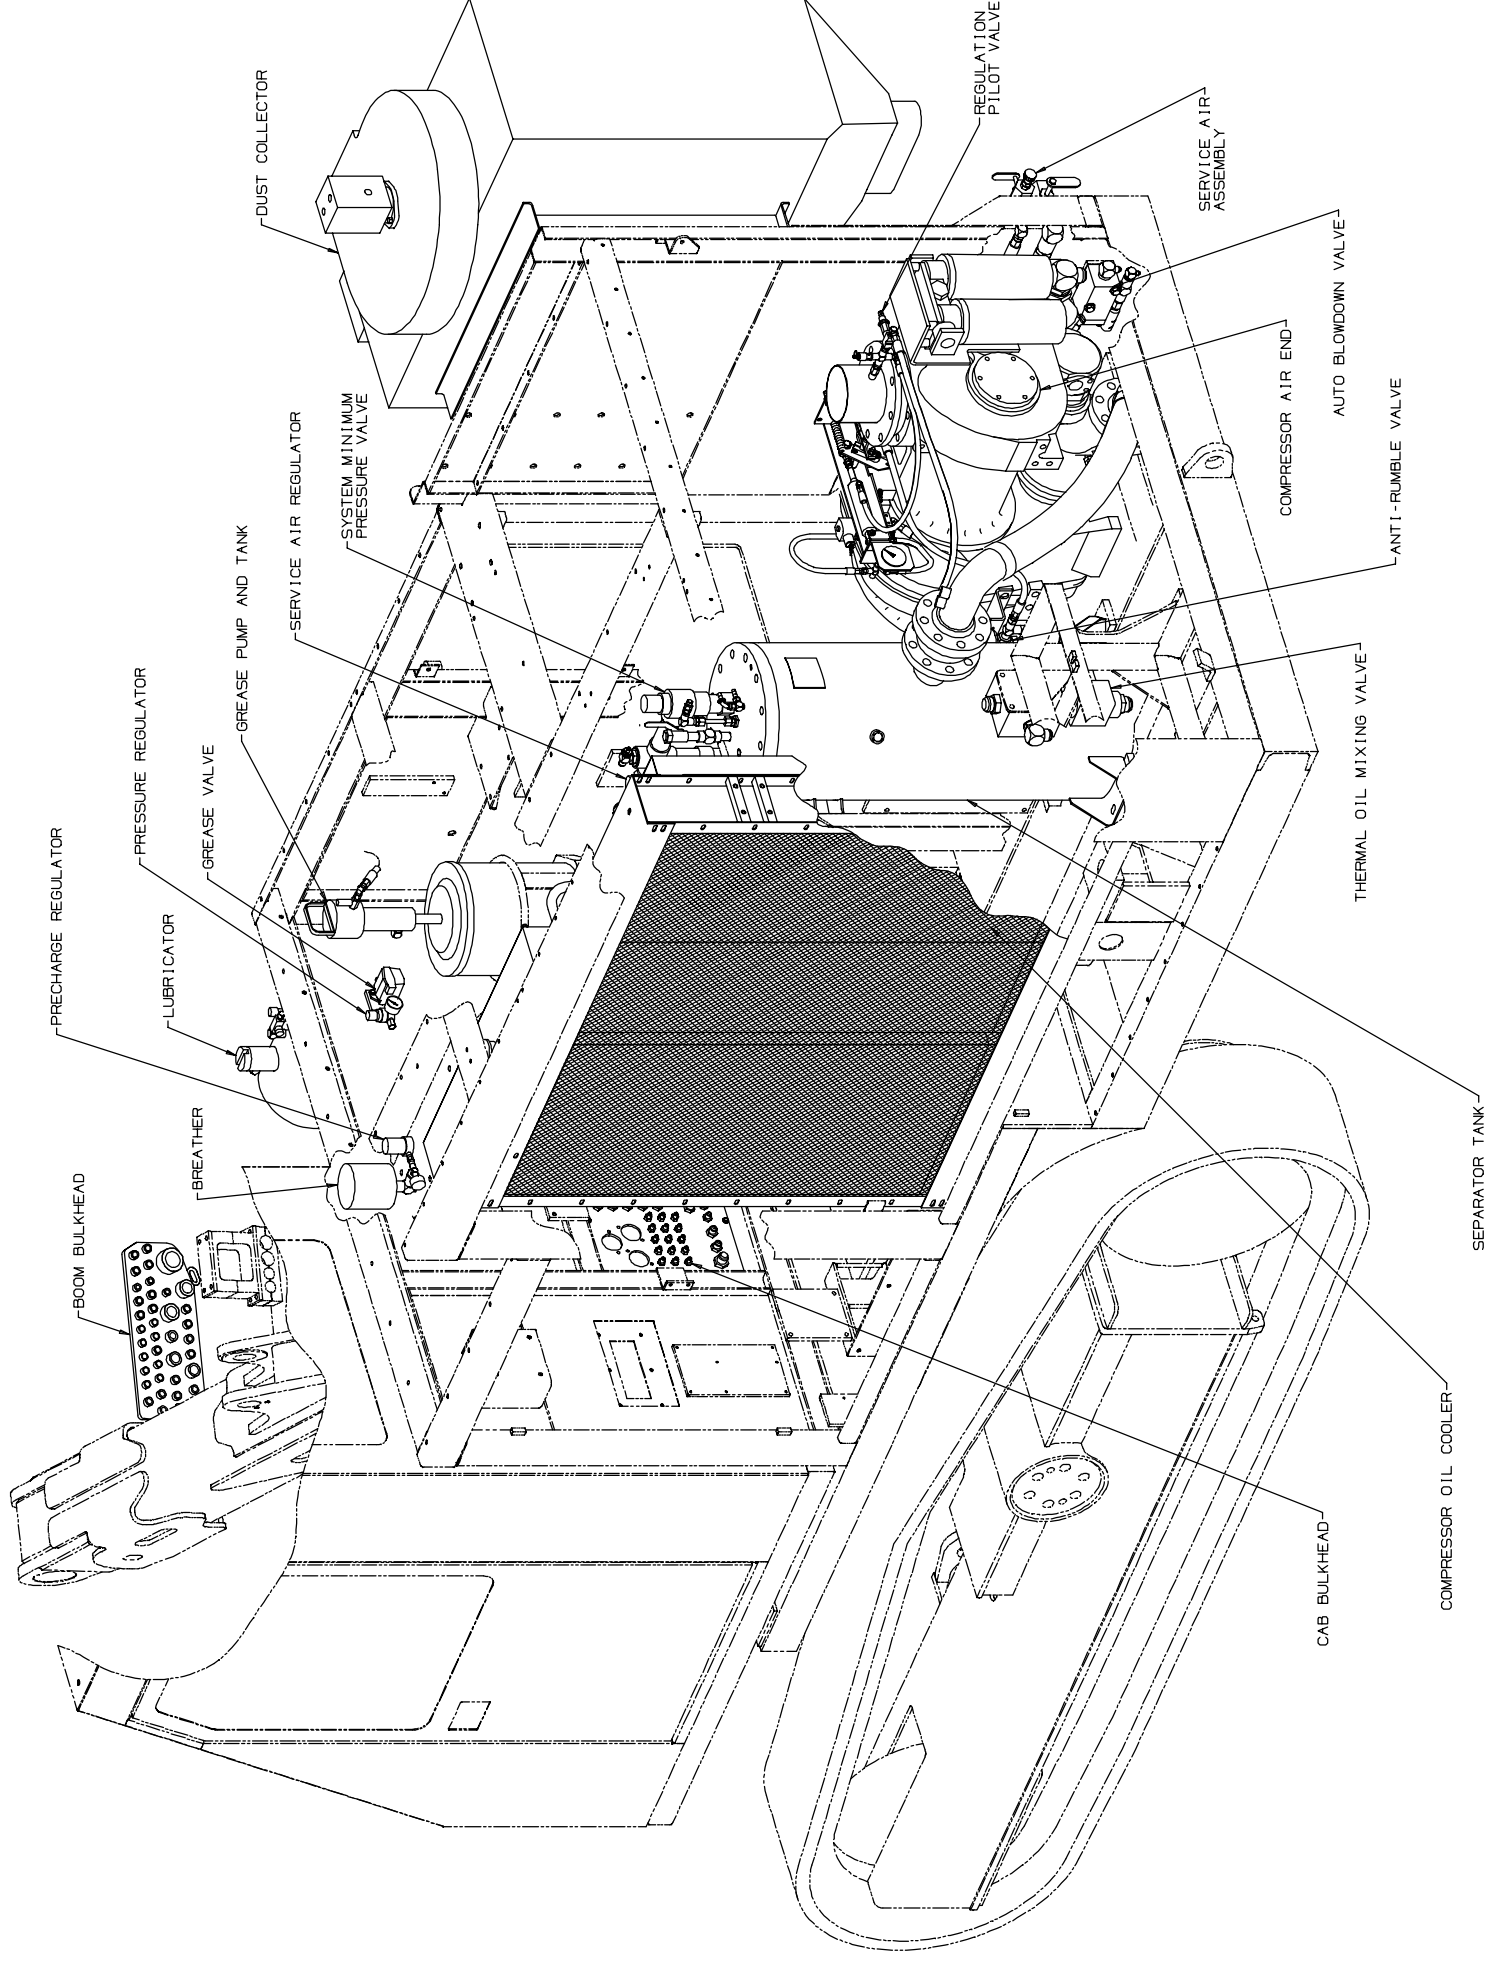 BOOM BULKHEAD
BREATHER
LUBRICATOR
PRECHARGE REGULATOR
GREASE VALVE
PRESSURE REGULATOR
GREASE PUMP AND TANK
SERVICE AIR REGULATOR
SYSTEM MINIMUM
PRESSURE VALVE
DUST COLLECTOR
REGULATION
PILOT VALVE
SERVICE AIR
ASSEMBLY
AUTO BLOWDOWN VALVE
COMPRESSOR AIR END
ANTI-RUMBLE VALVE
THERMAL OIL MIXING VALVE
SEPARATOR TANK
COMPRESSOR OIL COOLER
CAB BULKHEAD